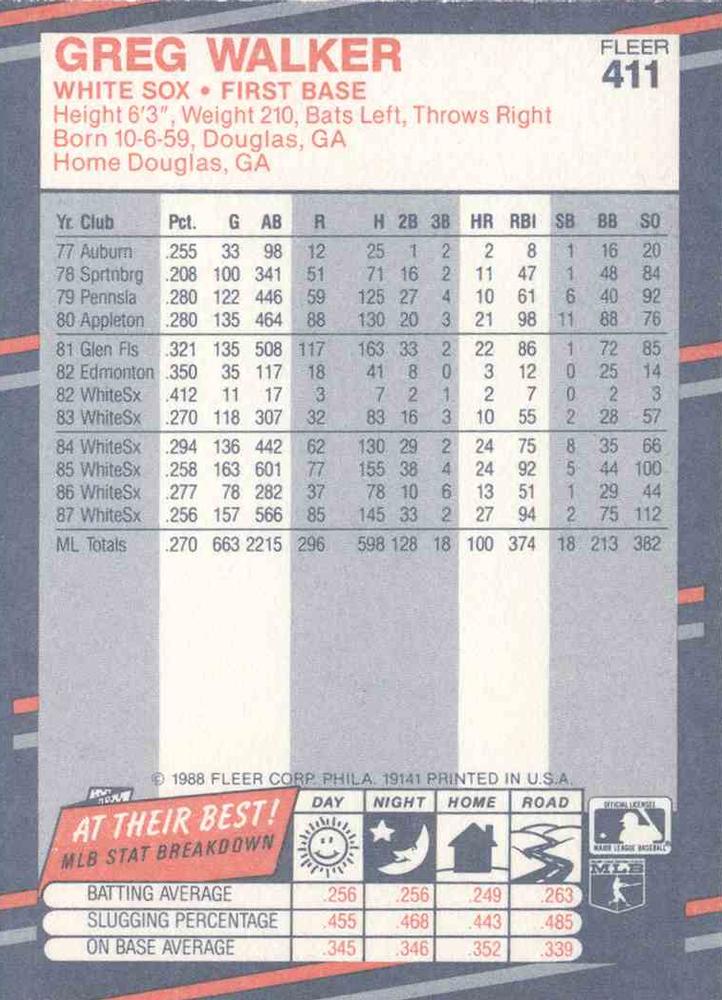 GREG WALKER
FLEER
411
WHITE SOX • FIRST BASE
Height 6'3", Weight 210, Bats Left, Throws Right
Born 10-6-59, Douglas, GA
Home Douglas, GA
Yr. Club Pct. G AB R H 2B 3B HR RBI SB BB SO
77 Auburn .255 33 98 12 25 1 2 2 8 1 16 20
78 Sprtnbrg .208 100 341 51 71 16 2 11 47 1 48 84
79 Pennsla .280 122 446 59 125 27 4 10 61 6 40 92
80 Appleton .280 135 464 88 130 20 3 21 98 11 88 76
81 Glen Fls .321 135 508 117 163 33 2 22 86 1 72 85
82 Edmonton .350 35 117 18 41 8 0 3 12 0 25 14
82 WhiteSx .412 11 17 3 7 2 1 2 7 0 2 3
83 WhiteSx .270 118 307 32 83 16 3 10 55 2 28 57
84 WhiteSx .294 136 442 62 130 29 2 24 75 8 35 66
85 WhiteSx .258 163 601 77 155 38 4 24 92 5 44 100
86 WhiteSx .277 78 282 37 78 10 6 13 51 1 29 44
87 WhiteSx .256 157 566 85 145 33 2 27 94 2 75 112
ML Totals .270 663 2215 296 598 128 18 100 374 18 213 382
© 1988 FLEER CORP. PHILA. 19141 PRINTED IN U.S.A.
AT THEIR BEST!
MLB STAT BREAKDOWN
DAY NIGHT HOME ROAD
OFFICIAL LICENSEE
MAJOR LEAGUE BASEBALL
MLB
BATTING AVERAGE .256 .256 .249 .263
SLUGGING PERCENTAGE .455 .468 .443 .485
ON BASE AVERAGE .345 .346 .352 .339